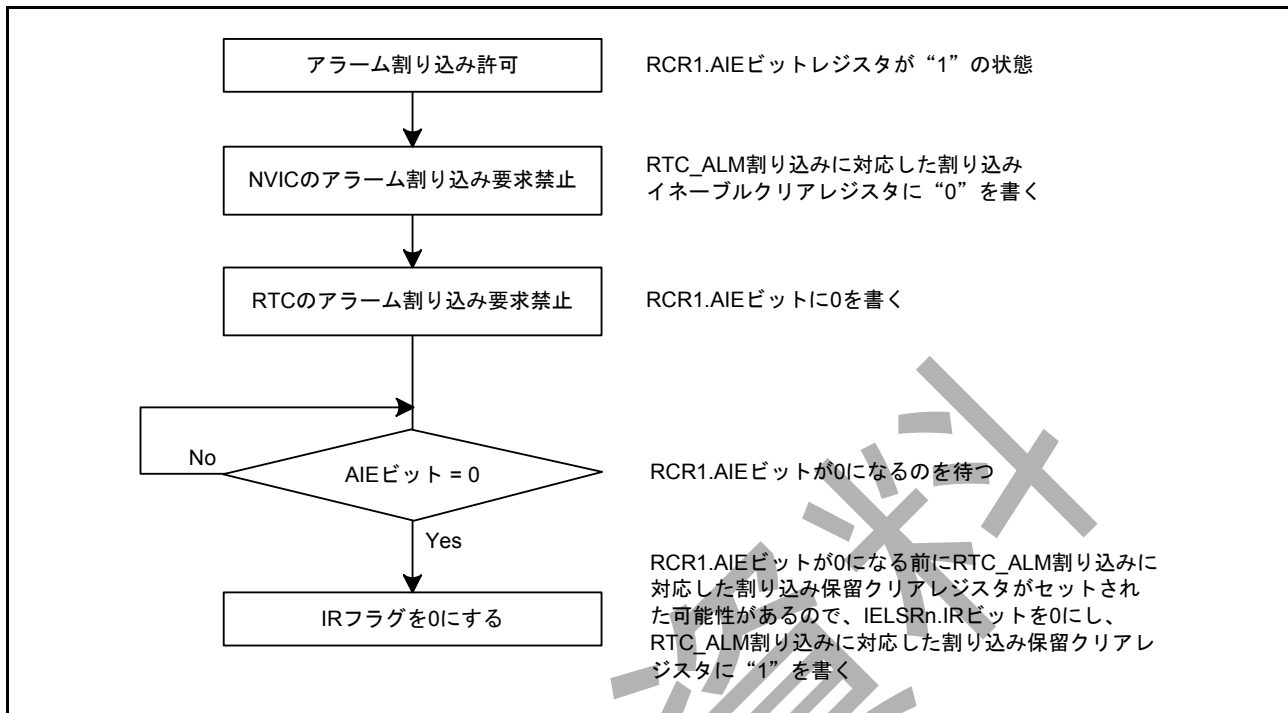 アラーム割り込み許可
RCR1.AIEビットレジスタが“1”の状態
NVICのアラーム割り込み要求禁止
RTC_ALM割り込みに対応した割り込み
イネーブルクリアレジスタに“0”を書く
RTCのアラーム割り込み要求禁止
RCR1.AIEビットに0を書く
No
AIEビット = 0
RCR1.AIEビットが0になるのを待つ
Yes
IRフラグを0にする
RCR1.AIEビットが0になる前にRTC_ALM割り込みに
対応した割り込み保留クリアレジスタがセットされ
た可能性があるので、IELSRn.IRビットを0にし、
RTC_ALM割り込みに対応した割り込み保留クリアレ
ジスタに“1”を書く
資料